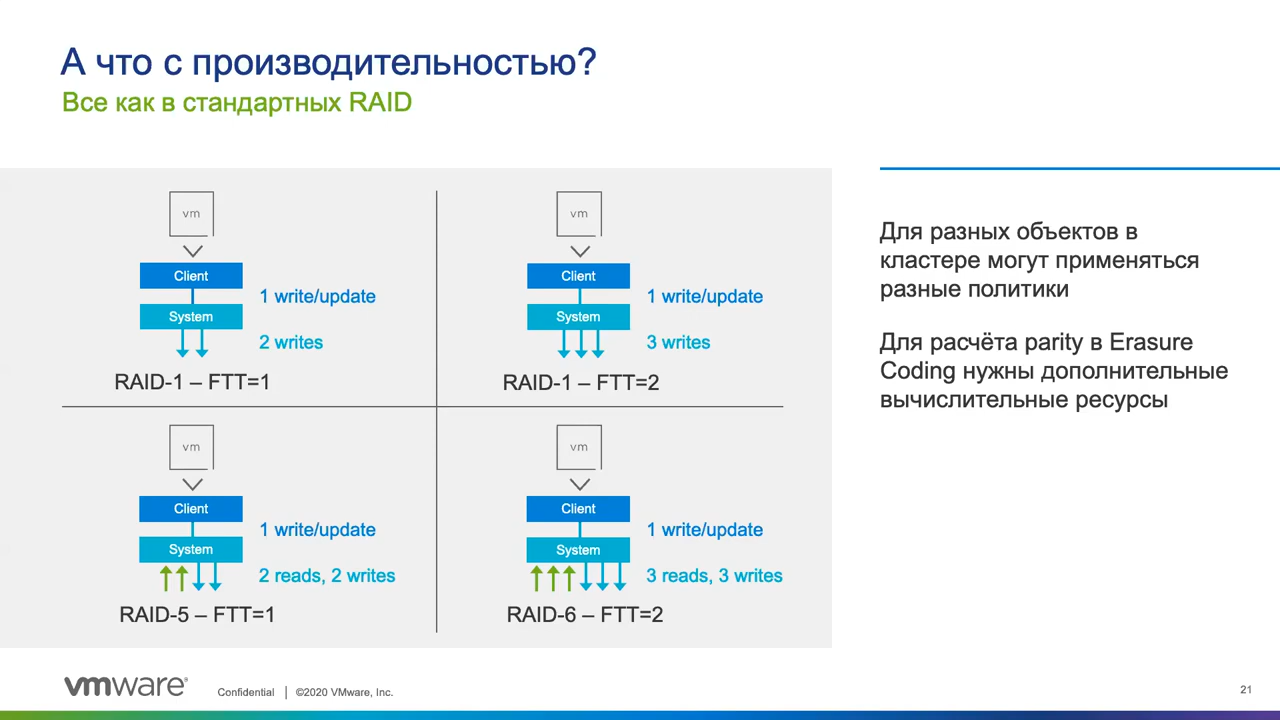 А что с производительностью?
Все как в стандартных RAID
vm
Client
1 write/update
System
2 writes
RAID-1 – FTT=1
vm
Client
1 write/update
System
3 writes
RAID-1 – FTT=2
vm
Client
1 write/update
System
2 reads, 2 writes
RAID-5 – FTT=1
vm
Client
1 write/update
System
3 reads, 3 writes
RAID-6 – FTT=2
Для разных объектов в
кластере могут применяться
разные политики
Для расчёта parity в Erasure
Coding нужны дополнительные
вычислительные ресурсы
vmware®
Confidential | ©2020 VMware, Inc.
21